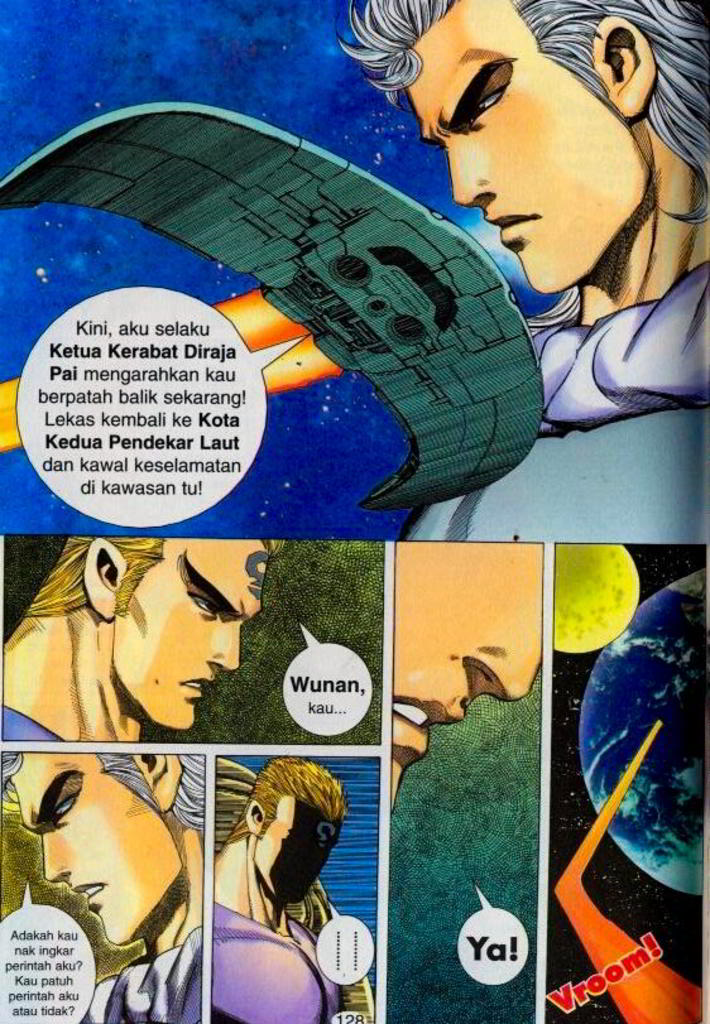 Kini, aku selaku
Ketua Kerabat Diraja
Pai mengarahkan kau
berpatah balik sekarang!
Lekas kembali ke Kota
Kedua Pendekar Laut
dan kawal keselamatan
di kawasan tu!
Wunan,
kau...
Adakah kau
nak ingkar
perintah aku?
Kau patuh
perintah aku
atau tidak?
Ya!
Vroom!
128